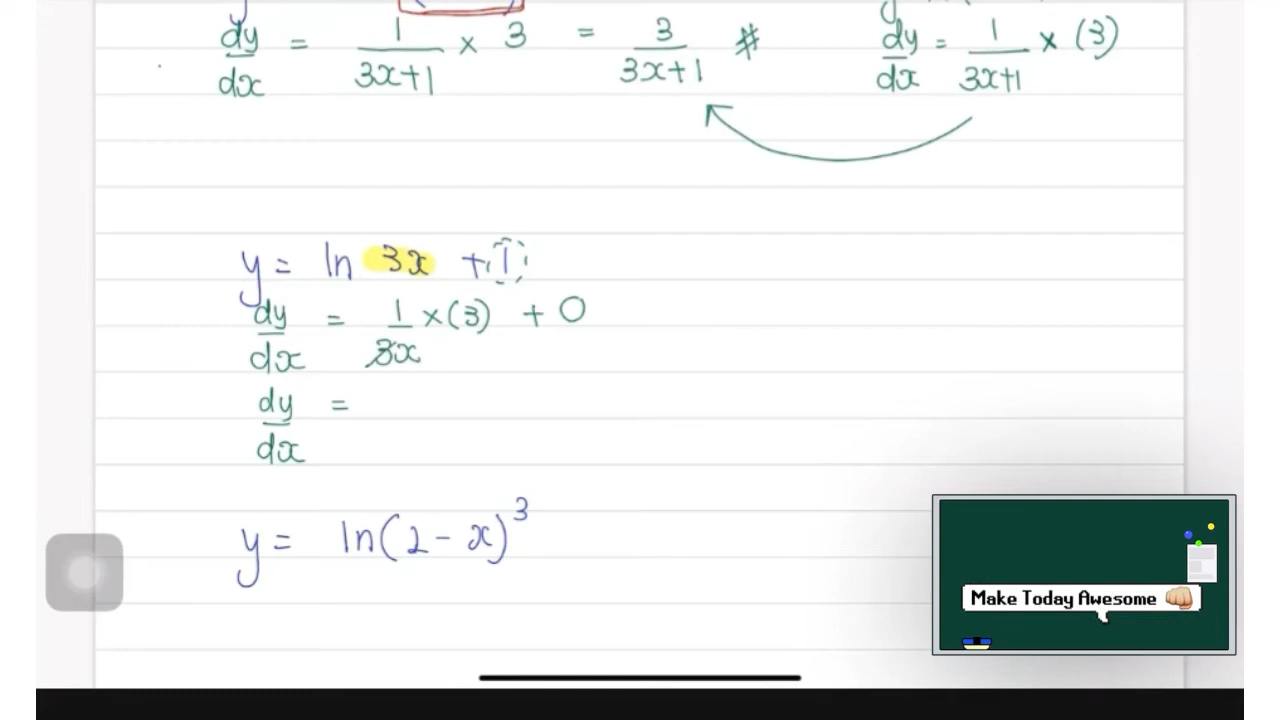 dy/dx = 1/(3x+1) × 3 = 3/(3x+1) # dy/dx = 1/(3x+1) × (3)
y = ln 3x + 1
dy/dx = 1/(3x) × (3) + 0
dy/dx =
y = ln(2 - x)³
Make Today Awesome 👊